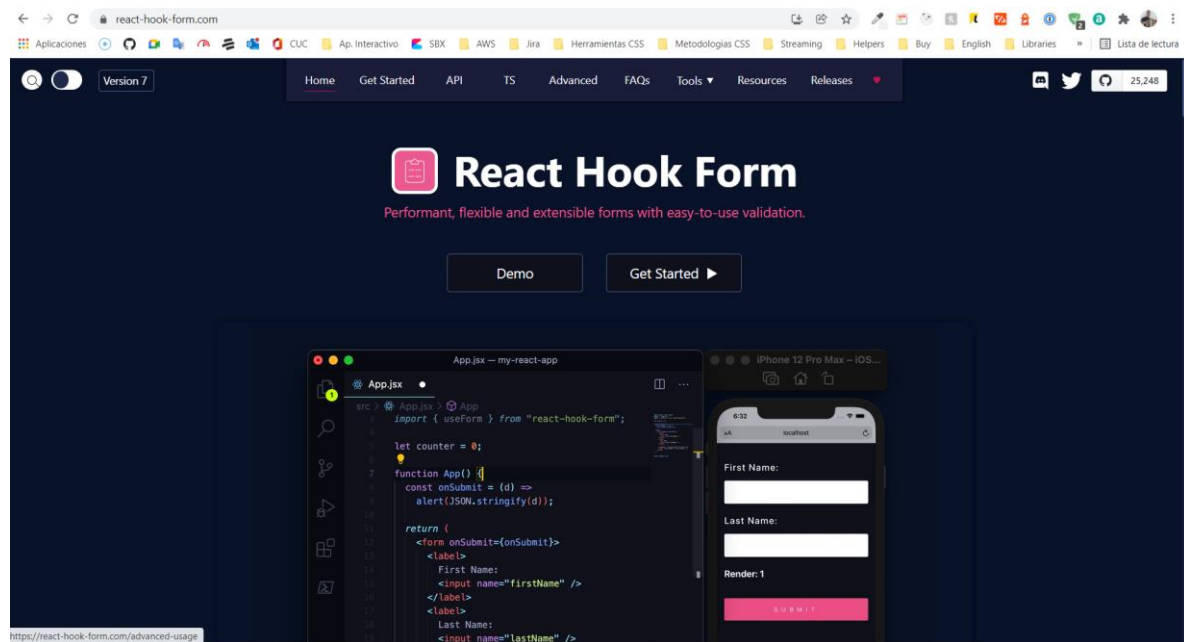 react-hook-form.com
Aplicaciones CUC Ap. Interactivo SBX AWS Jira Herramientas CSS Metodologias CSS Streaming Helpers Buy English Libraries » Lista de lectura
Version 7 Home Get Started API TS Advanced FAQs Tools ▼ Resources Releases 25,248
React Hook Form
Performant, flexible and extensible forms with easy-to-use validation.
Demo Get Started ▶
App.jsx — my-react-app
iPhone 12 Pro Max – iOS...
App.jsx
1
src > App.jsx > App
import { useForm } from "react-hook-form";
let counter = 0;
7 function App() {
const onSubmit = (d) =>
alert(JSON.stringify(d));
return (
<form onSubmit={onSubmit}>
<label>
First Name:
<input name="firstName" />
</label>
<label>
Last Name:
<input name="lastName" />
6:32
AA localhost
First Name:
Last Name:
Render: 1
SUBMIT
https://react-hook-form.com/advanced-usage